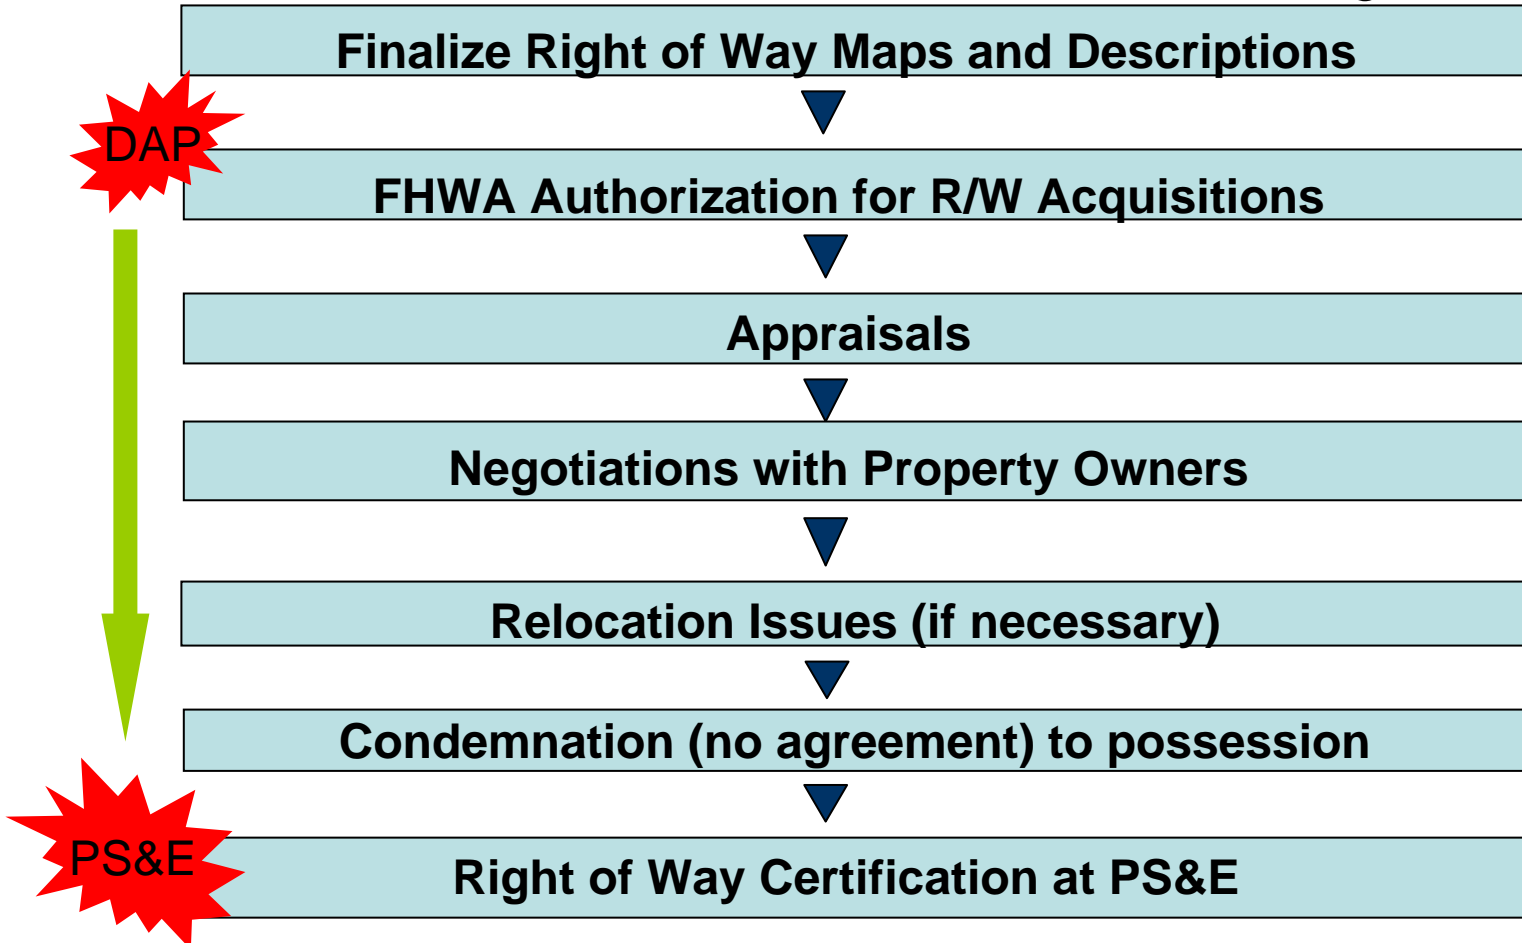 Finalize Right of Way Maps and Descriptions
DAP
FHWA Authorization for R/W Acquisitions
Appraisals
Negotiations with Property Owners
Relocation Issues (if necessary)
Condemnation (no agreement) to possession
PS&E
Right of Way Certification at PS&E